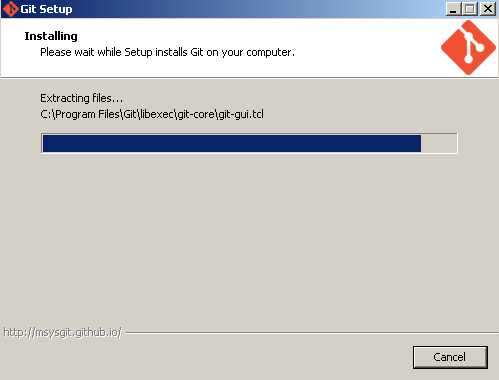 Git Setup
Installing
Please wait while Setup installs Git on your computer.
Extracting files...
C:\Program Files\Git\libexec\git-core\git-gui.tcl
http://msysgit.github.io/
Cancel